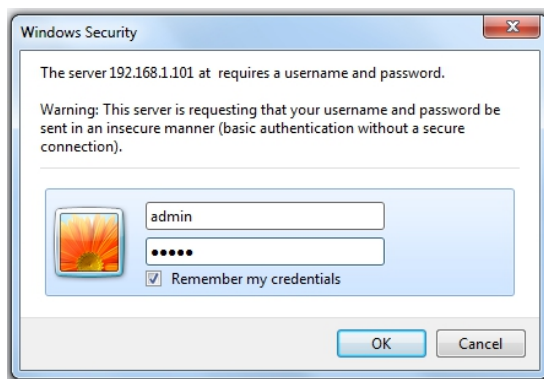 Windows Security
The server 192.168.1.101 at  requires a username and password.
Warning: This server is requesting that your username and password be
sent in an insecure manner (basic authentication without a secure
connection).
admin
•••••
Remember my credentials
OK
Cancel